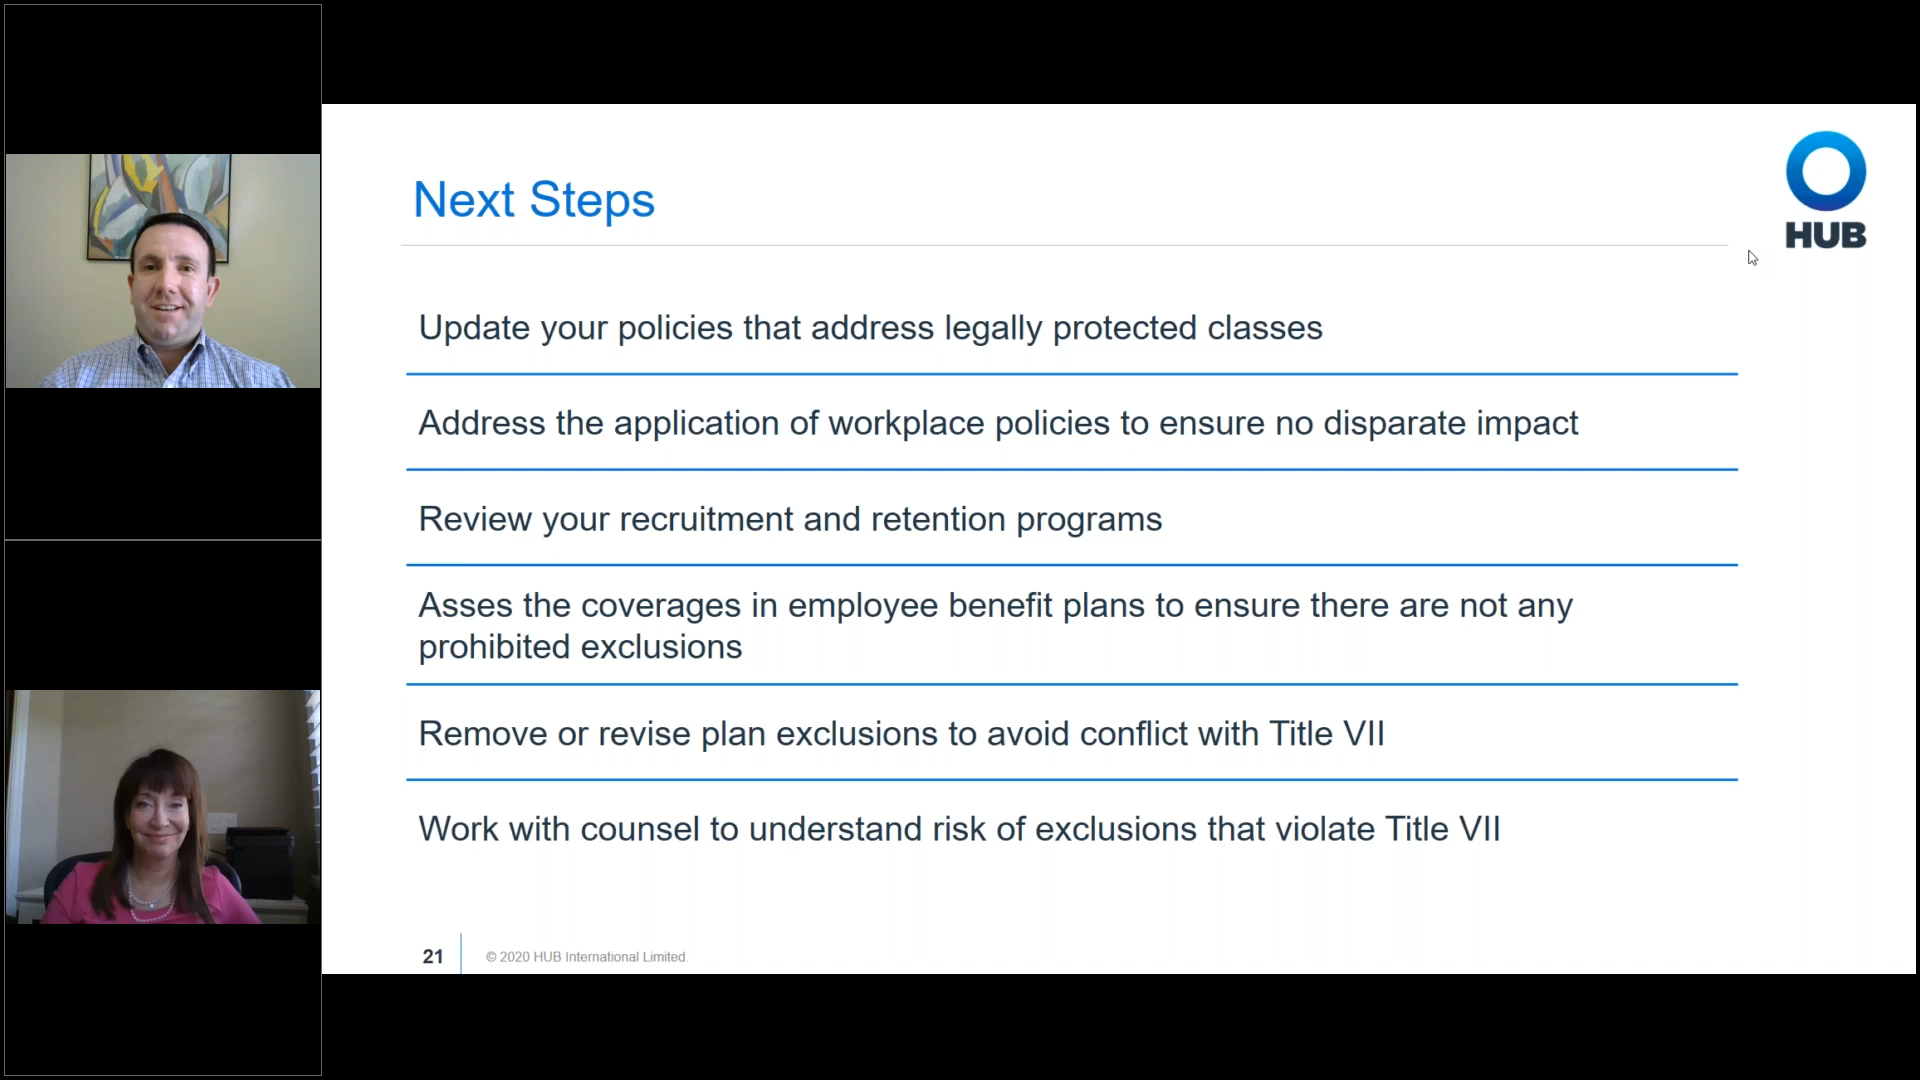 Next Steps
HUB
Update your policies that address legally protected classes
Address the application of workplace policies to ensure no disparate impact
Review your recruitment and retention programs
Asses the coverages in employee benefit plans to ensure there are not any
prohibited exclusions
Remove or revise plan exclusions to avoid conflict with Title VII
Work with counsel to understand risk of exclusions that violate Title VII
21
© 2020 HUB International Limited.